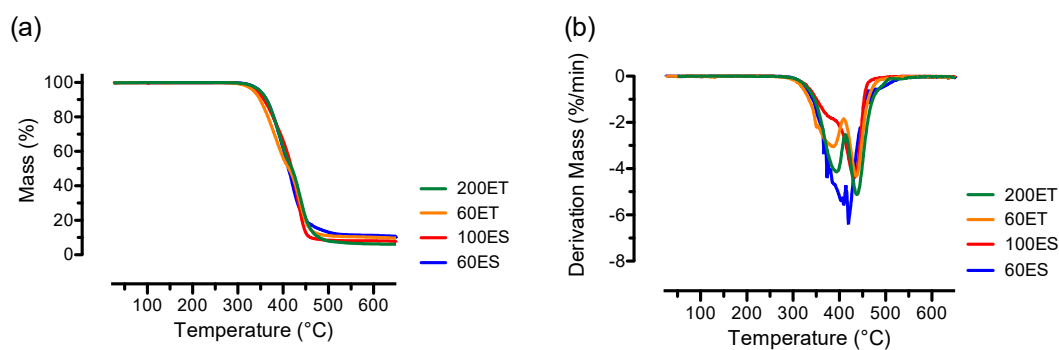 (a)
Mass (%)
100
80
60
40
20
0
100 200 300 400 500 600
Temperature (°C)
200ET
60ET
100ES
60ES
(b)
Derivation Mass (%/min)
0
-2
-4
-6
-8
100 200 300 400 500 600
Temperature (°C)
200ET
60ET
100ES
60ES